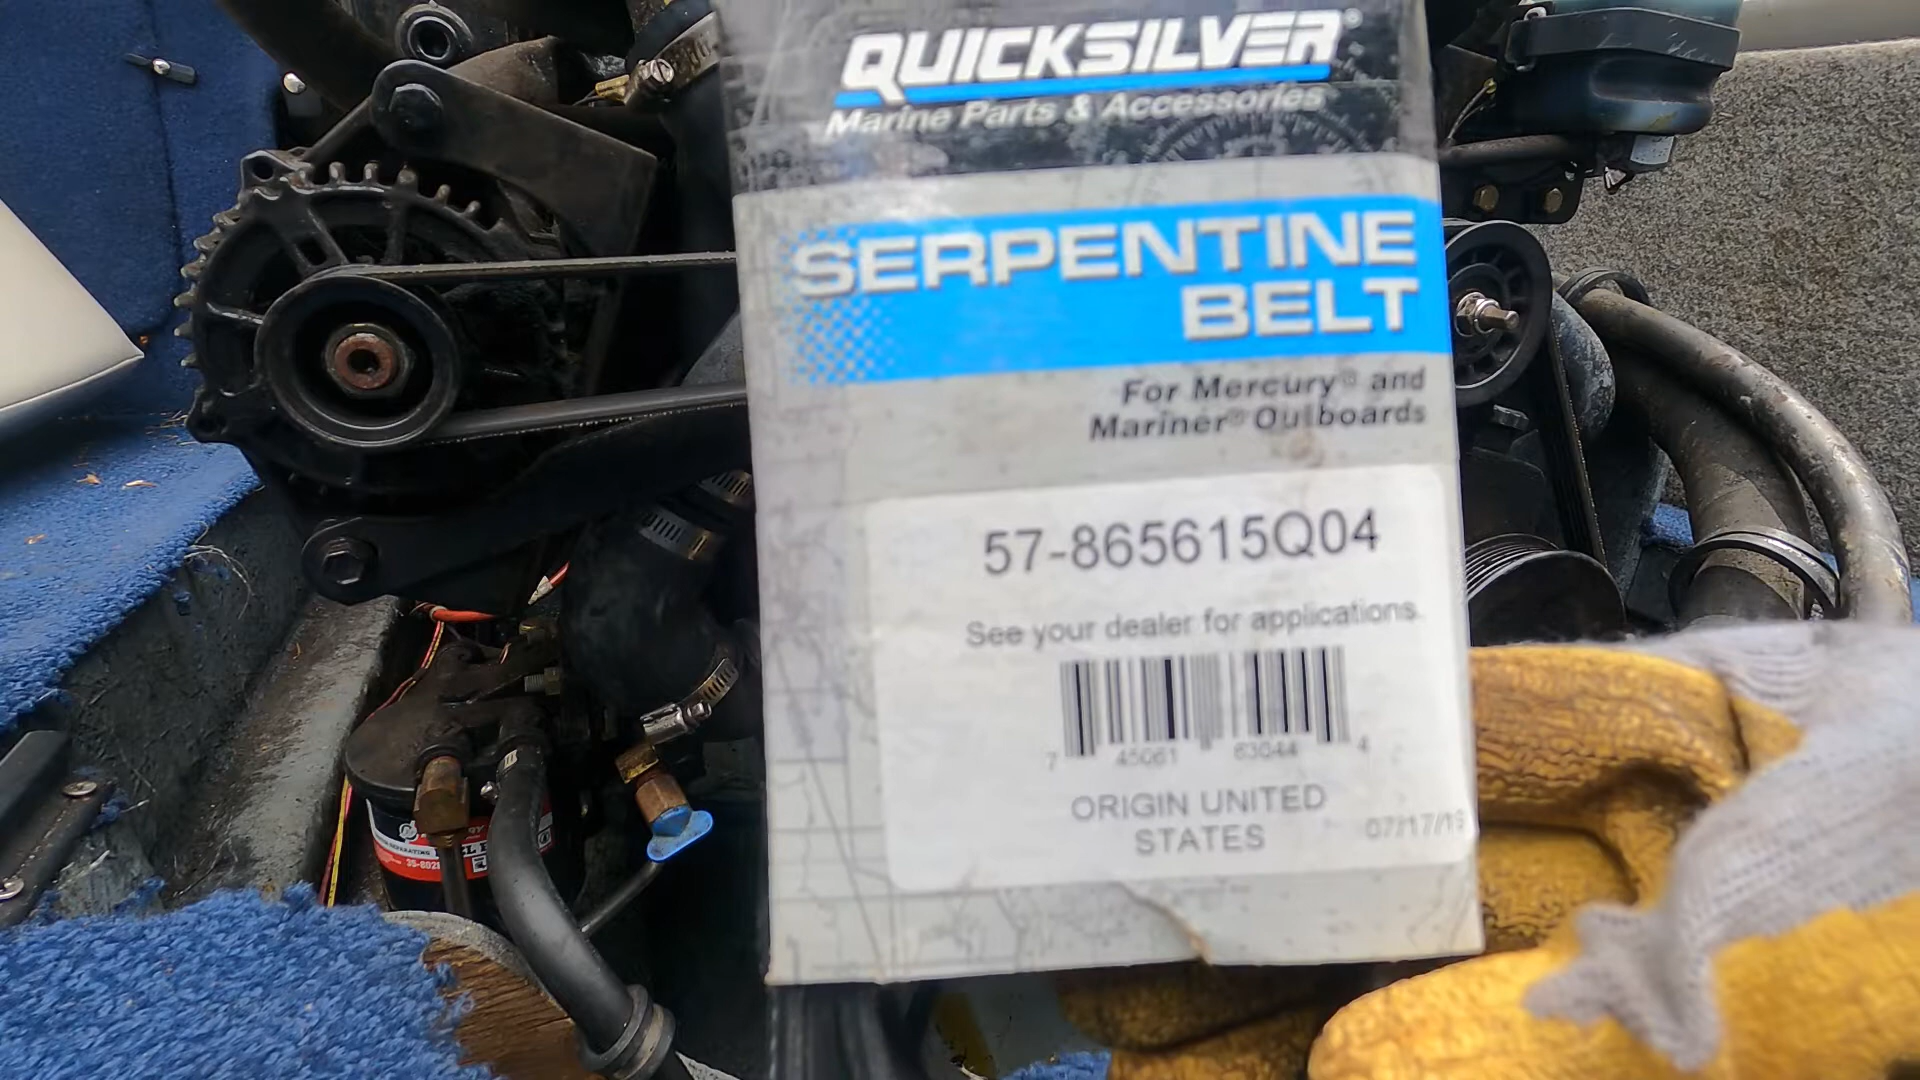 QUICKSILVER®
Marine Parts & Accessories
SERPENTINE
BELT
For Mercury® and
Mariner® Outboards
57-865615Q04
See your dealer for applications.
7 45061 63044 4
ORIGIN UNITED
STATES
07/17/19